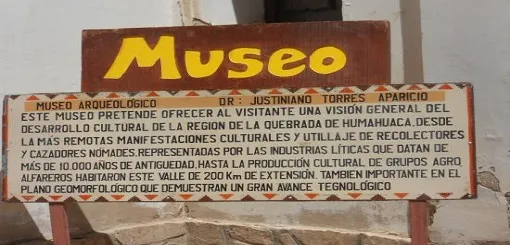 Museo
MUSEO ARQUEOLÓGICO DR: JUSTINIANO TORRES APARICIO
ESTE MUSEO PRETENDE OFRECER AL VISITANTE UNA VISIÓN GENERAL DEL
DESARROLLO CULTURAL DE LA REGION DE LA QUEBRADA DE HUMAHUACA, DESDE
LA MÁS REMOTAS MANIFESTACIONES CULTURALES Y UTILLAJE DE RECOLECTORES
Y CAZADORES NÓMADES, REPRESENTADAS POR LAS INDUSTRIAS LÍTICAS QUE DATAN DE
MÁS DE 10.000 AÑOS DE ANTIGUEDAD, HASTA LA PRODUCCIÓN CULTURAL DE GRUPOS AGRO
ALFAREROS HABITARON ESTE VALLE DE 200 Km DE EXTENSIÓN. TAMBIEN IMPORTANTE EN EL
PLANO GEOMORFOLÓGICO QUE DEMUESTRAN UN GRAN AVANCE TEGNOLÓGICO